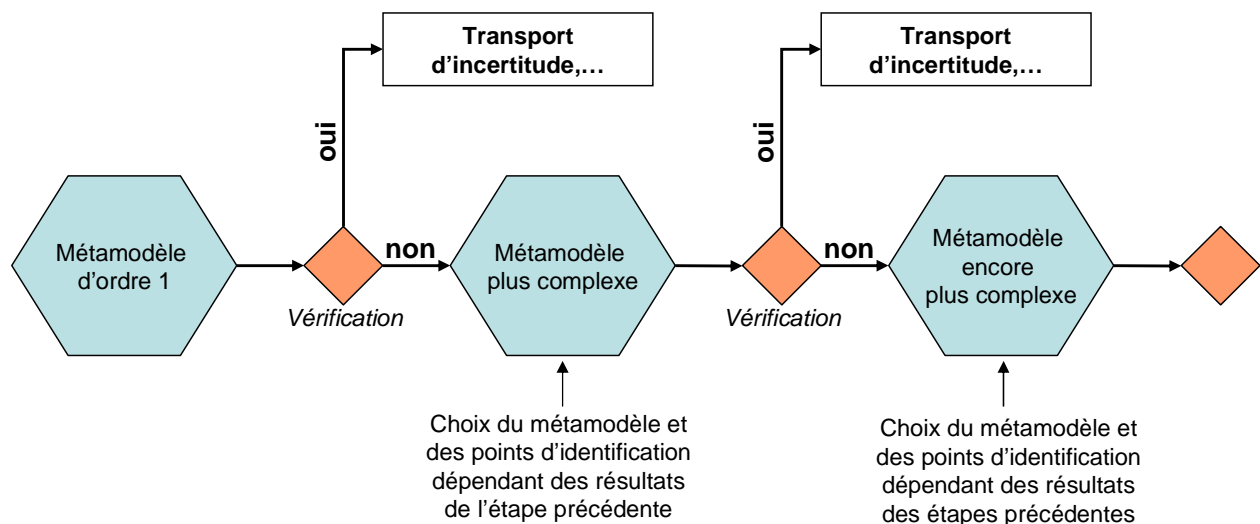 Transport
d'incertitude,…
Transport
d'incertitude,…
oui
oui
Métamodèle
d'ordre 1
non
Métamodèle
plus complexe
non
Métamodèle
encore
plus complexe
Vérification
Vérification
Choix du métamodèle et
des points d'identification
dépendant des résultats
de l'étape précédente
Choix du métamodèle et
des points d'identification
dépendant des résultats
des étapes précédentes